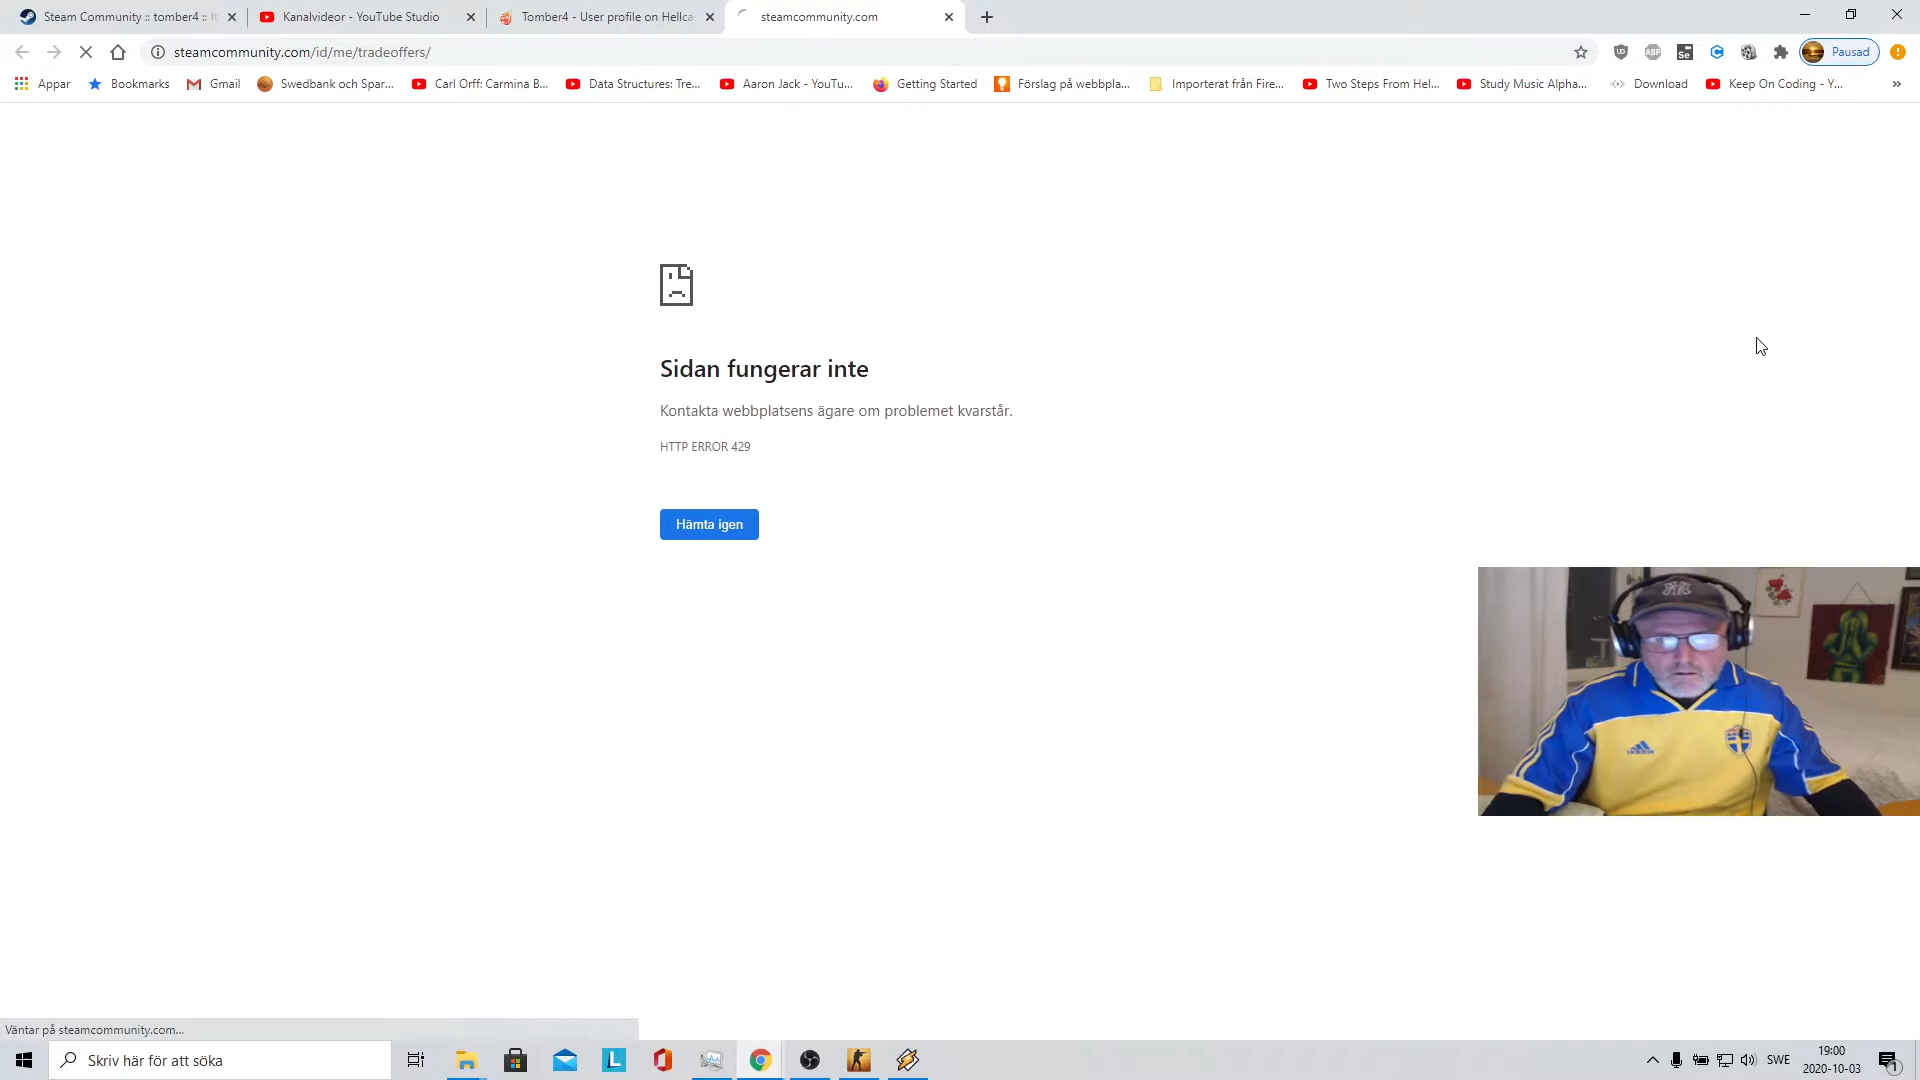 Steam Community :: tomber4 :: It
Kanalvideor - YouTube Studio
Tomber4 - User profile on Hellca
steamcommunity.com
steamcommunity.com/id/me/tradeoffers/
Pausad
Appar
Bookmarks
Gmail
Swedbank och Spar...
Carl Orff: Carmina B...
Data Structures: Tre...
Aaron Jack - YouTu...
Getting Started
Förslag på webbpla...
Importerat från Fire...
Two Steps From Hel...
Study Music Alpha...
Download
Keep On Coding - Y...
Sidan fungerar inte
Kontakta webbplatsens ägare om problemet kvarstår.
HTTP ERROR 429
Hämta igen
Väntar på steamcommunity.com...
Skriv här för att söka
SWE
19:00
2020-10-03